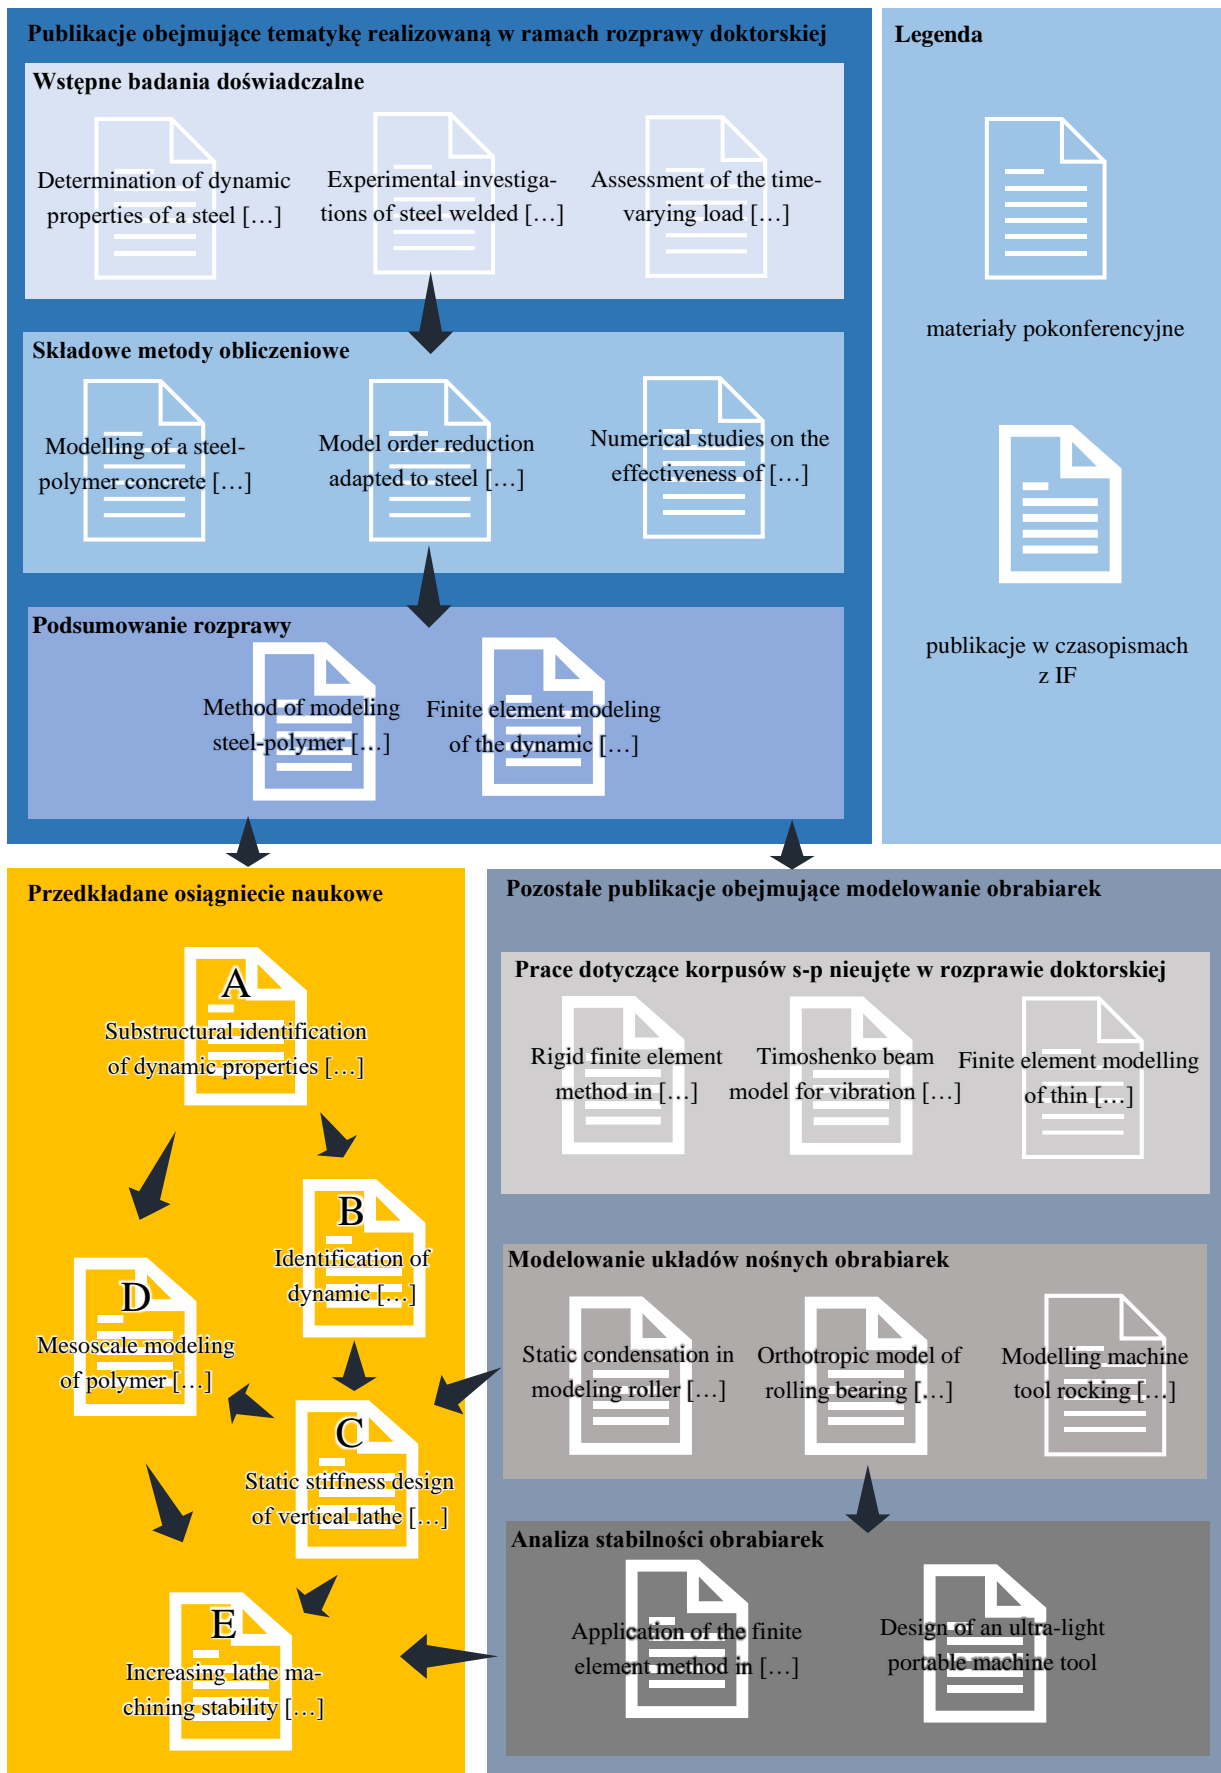 Publikacje obejmujące tematykę realizowaną w ramach rozprawy doktorskiej
Wstępne badania doświadczalne
Determination of dynamic
properties of a steel […]
Experimental investiga-
tions of steel welded […]
Assessment of the time-
varying load […]
Składowe metody obliczeniowe
Modelling of a steel-
polymer concrete […]
Model order reduction
adapted to steel […]
Numerical studies on the
effectiveness of […]
Podsumowanie rozprawy
Method of modeling
steel-polymer […]
Finite element modeling
of the dynamic […]
Legenda
materiały pokonferencyjne
publikacje w czasopismach
z IF
Przedkładane osiągniecie naukowe
A
Substructural identification
of dynamic properties […]
B
Identification of
dynamic […]
D
Mesoscale modeling
of polymer […]
C
Static stiffness design
of vertical lathe […]
E
Increasing lathe ma-
chining stability […]
Pozostałe publikacje obejmujące modelowanie obrabiarek
Prace dotyczące korpusów s-p nieujęte w rozprawie doktorskiej
Rigid finite element
method in […]
Timoshenko beam
model for vibration […]
Finite element modelling
of thin […]
Modelowanie układów nośnych obrabiarek
Static condensation in
modeling roller […]
Orthotropic model of
rolling bearing […]
Modelling machine
tool rocking […]
Analiza stabilności obrabiarek
Application of the finite
element method in […]
Design of an ultra-light
portable machine tool